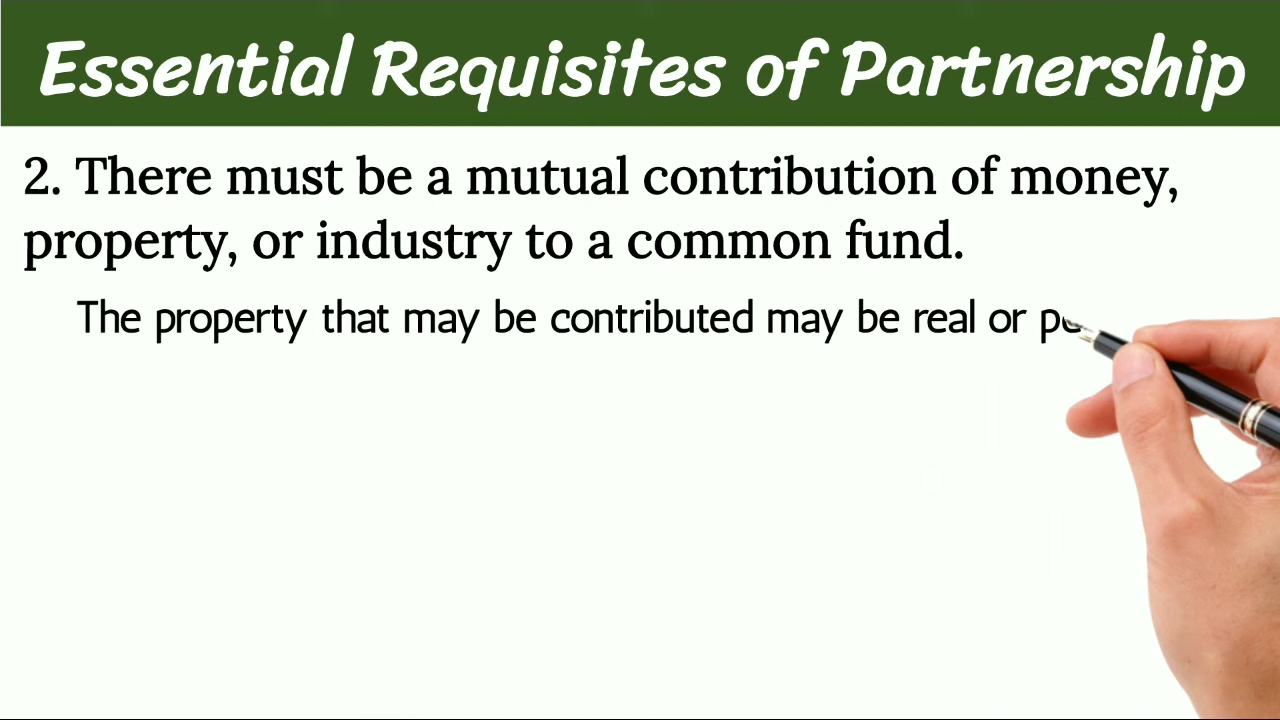 Essential Requisites of Partnership
2. There must be a mutual contribution of money,
property, or industry to a common fund.
The property that may be contributed may be real or